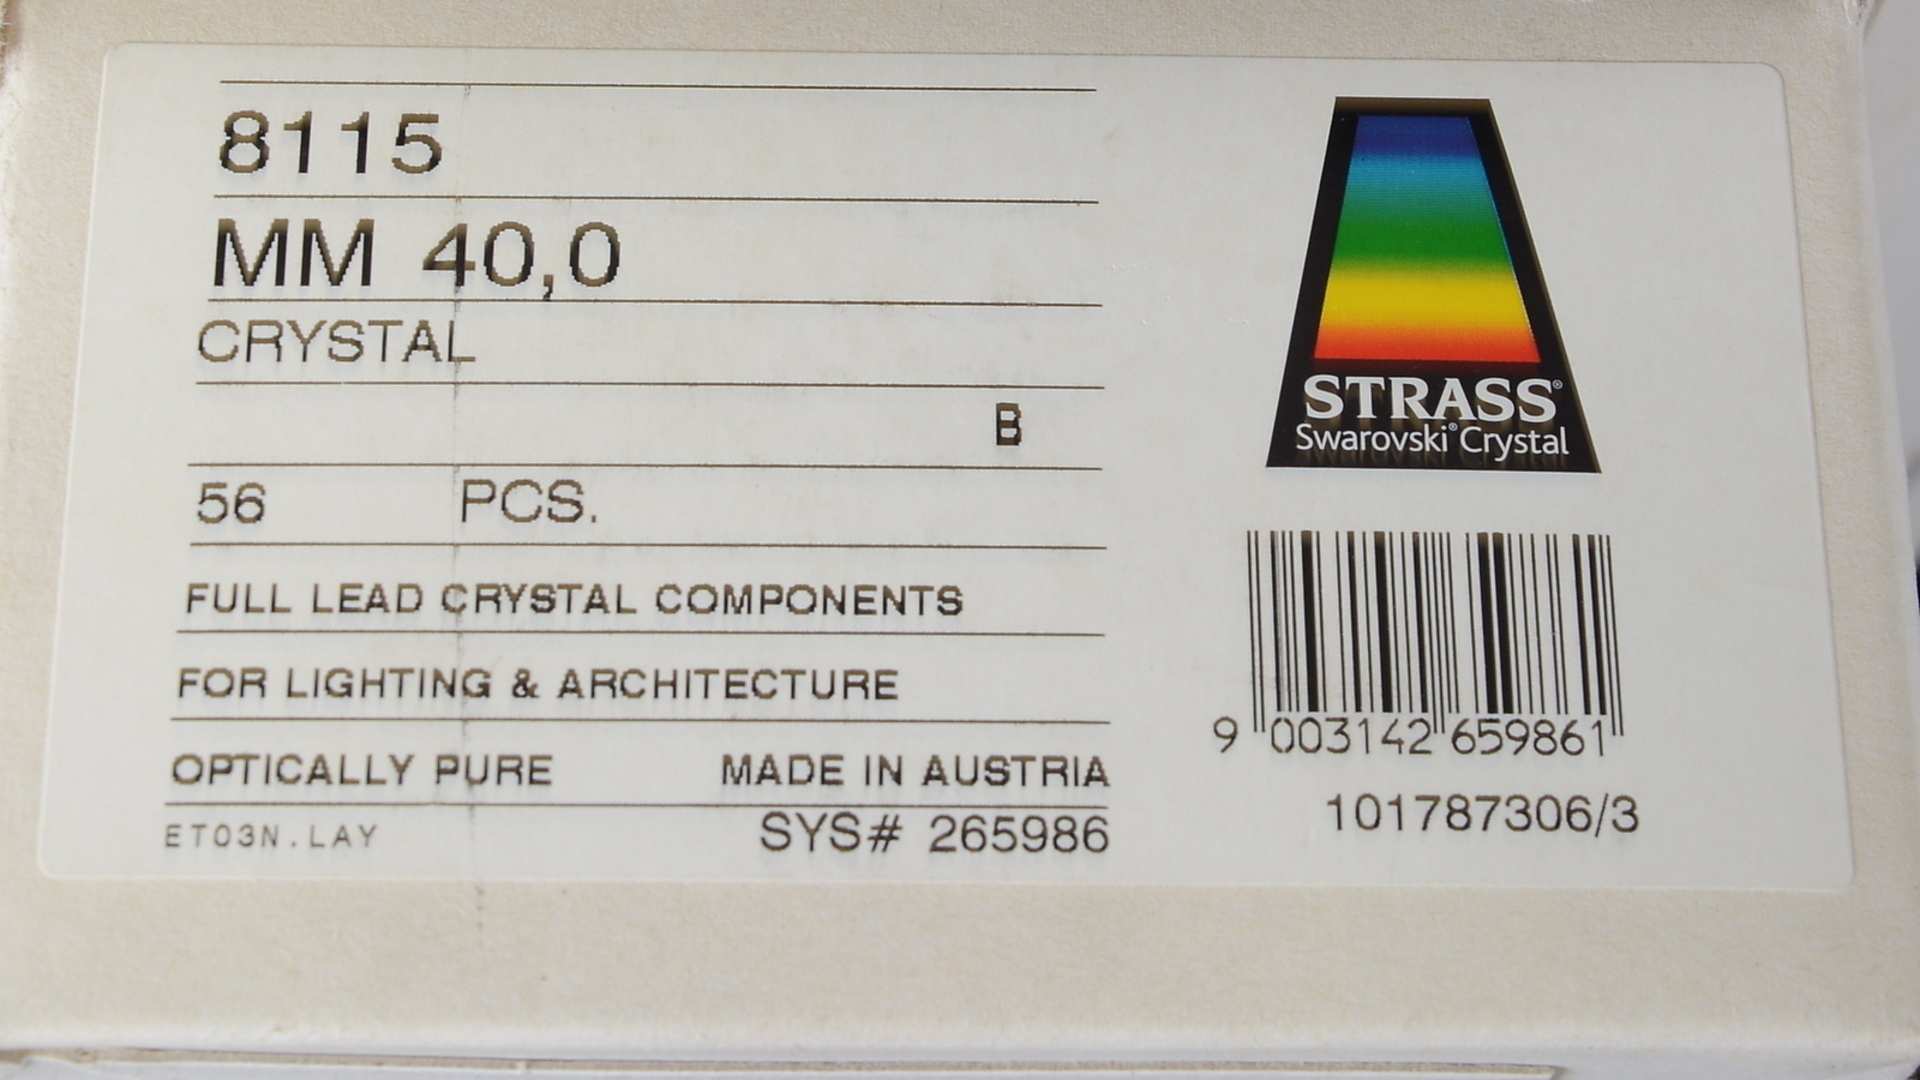 8115
MM 40,0
CRYSTAL
B
56 PCS.
FULL LEAD CRYSTAL COMPONENTS
FOR LIGHTING & ARCHITECTURE
OPTICALLY PURE MADE IN AUSTRIA
ET03N.LAY SYS# 265986
STRASS®
Swarovski® Crystal
9 003142 659861
101787306/3